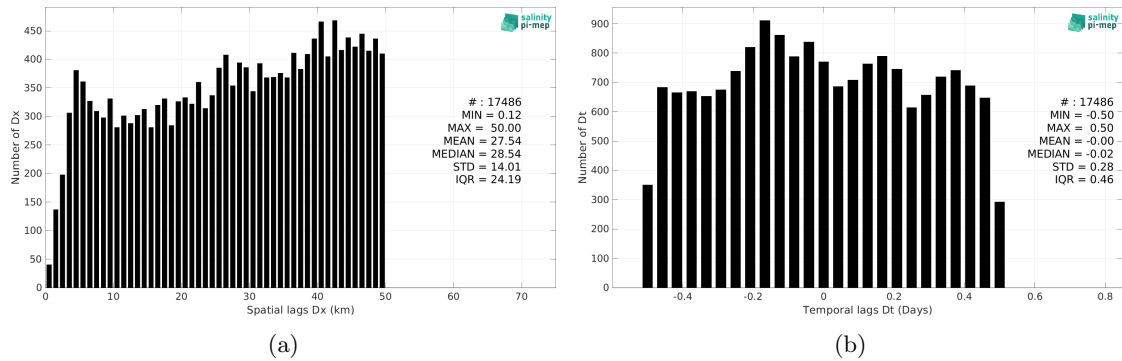 salinity
pi-mep
450
400
350
300
250
200
150
100
50
0
Number of Dx
# : 17486
MIN = 0.12
MAX = 50.00
MEAN = 27.54
MEDIAN = 28.54
STD = 14.01
IQR = 24.19
0 10 20 30 40 50 60 70
Spatial lags Dx (km)
(a)
salinity
pi-mep
900
800
700
600
500
400
300
200
100
0
Number of Dt
# : 17486
MIN = -0.50
MAX = 0.50
MEAN = -0.00
MEDIAN = -0.02
STD = 0.28
IQR = 0.46
-0.4 -0.2 0 0.2 0.4 0.6 0.8
Temporal lags Dt (Days)
(b)